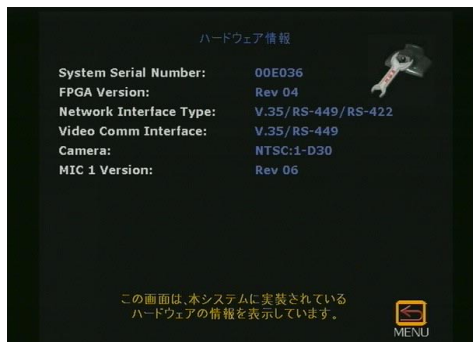 ハードウェア情報
System Serial Number: 00E036
FPGA Version: Rev 04
Network Interface Type: V.35/RS-449/RS-422
Video Comm Interface: V.35/RS-449
Camera: NTSC:1-D30
MIC 1 Version: Rev 06
この画面は、本システムに実装されている
ハードウェアの情報を表示しています。
MENU